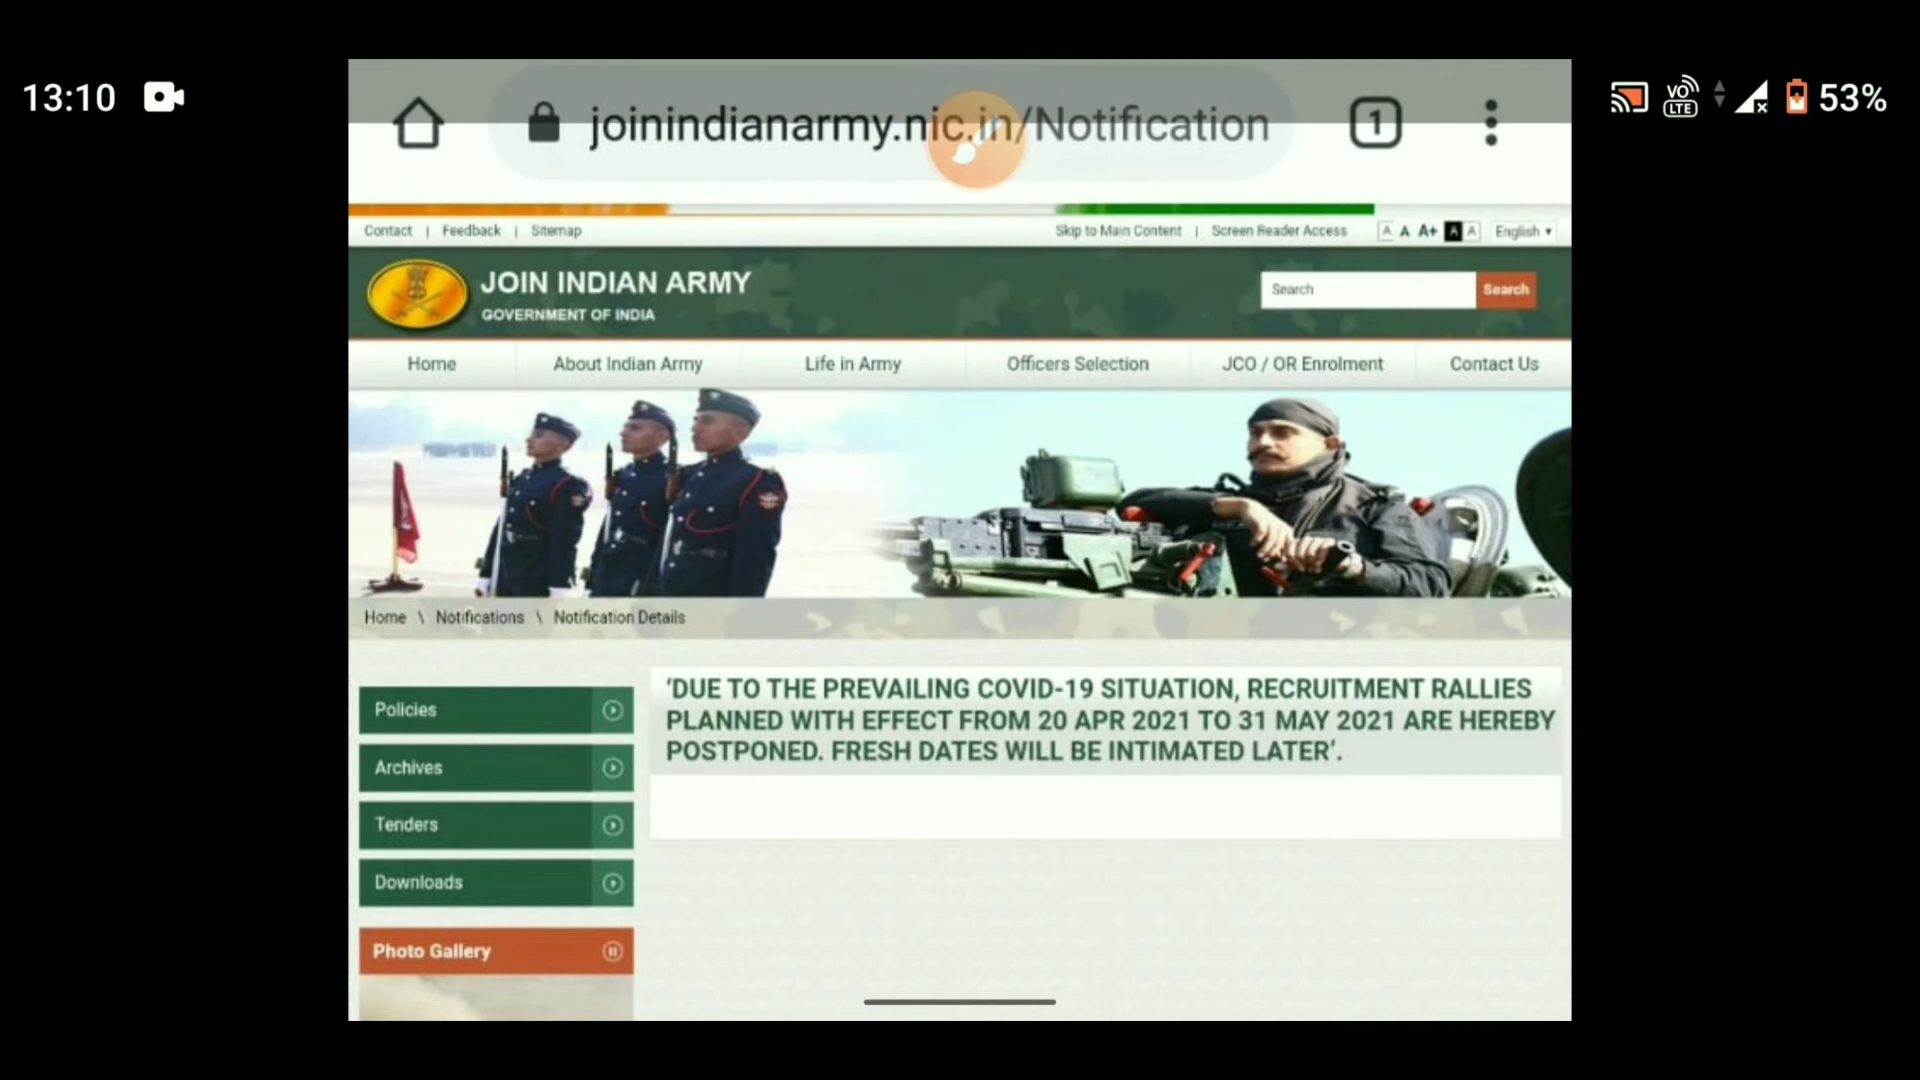 13:10
VO
LTE
53%
joinindianarmy.nic.in/Notification
1
Contact | Feedback | Sitemap
Skip to Main Content | Screen Reader Access
A A A+ A A
English
JOIN INDIAN ARMY
GOVERNMENT OF INDIA
Search
Search
Home About Indian Army Life in Army Officers Selection JCO / OR Enrolment Contact Us
Home \ Notifications \ Notification Details
Policies
Archives
Tenders
Downloads
Photo Gallery
‘DUE TO THE PREVAILING COVID-19 SITUATION, RECRUITMENT RALLIES
PLANNED WITH EFFECT FROM 20 APR 2021 TO 31 MAY 2021 ARE HEREBY
POSTPONED. FRESH DATES WILL BE INTIMATED LATER’.